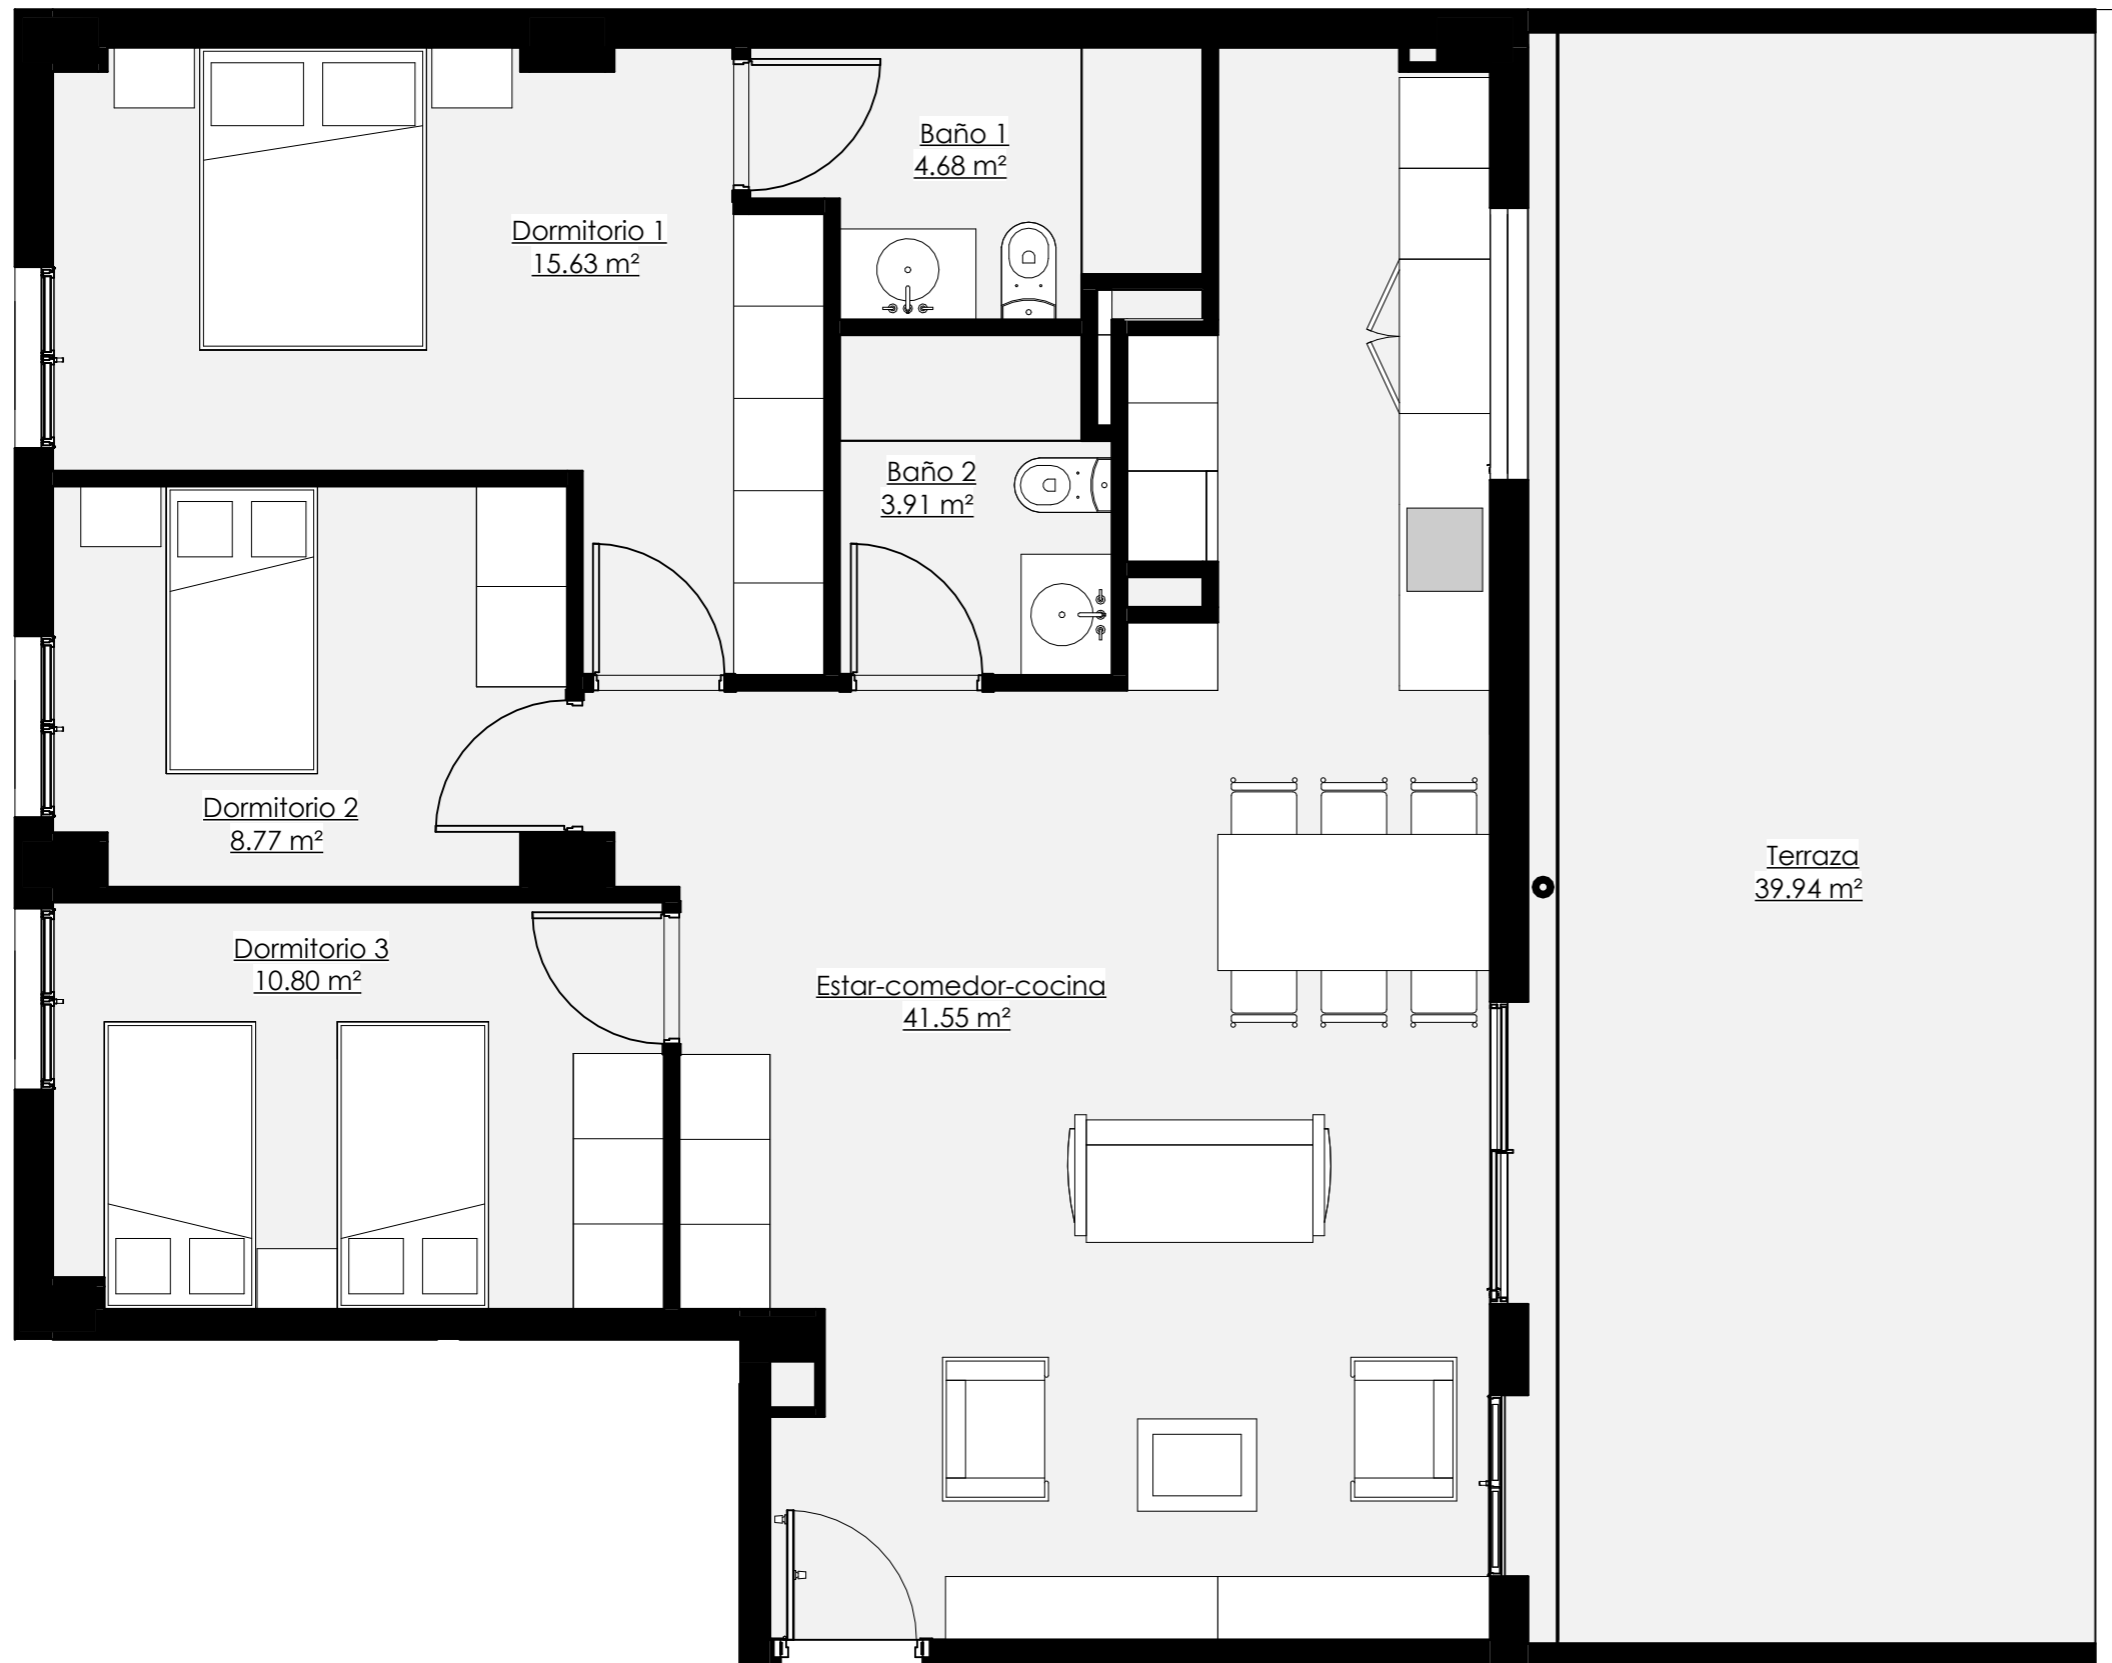 Baño 1
4.68 m²
Dormitorio 1
15.63 m²
Baño 2
3.91 m²
Dormitorio 2
8.77 m²
Terraza
39.94 m²
Dormitorio 3
10.80 m²
Estar-comedor-cocina
41.55 m²